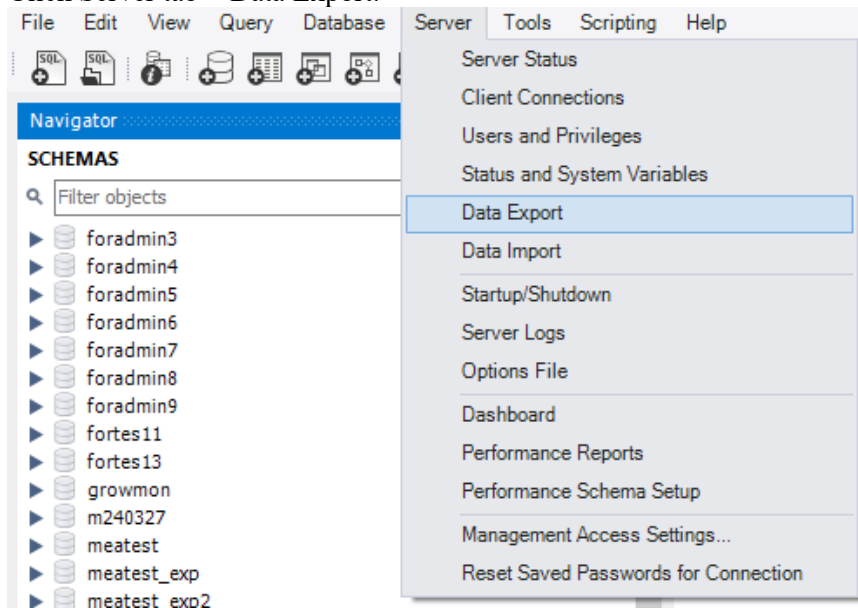 File Edit View Query Database Server Tools Scripting Help
SQL SQL
Navigator
SCHEMAS
Filter objects
foradmin3
foradmin4
foradmin5
foradmin6
foradmin7
foradmin8
foradmin9
fortes11
fortes13
growmon
m240327
meatest
meatest_exp
meatest_exp2
Server Status
Client Connections
Users and Privileges
Status and System Variables
Data Export
Data Import
Startup/Shutdown
Server Logs
Options File
Dashboard
Performance Reports
Performance Schema Setup
Management Access Settings...
Reset Saved Passwords for Connection